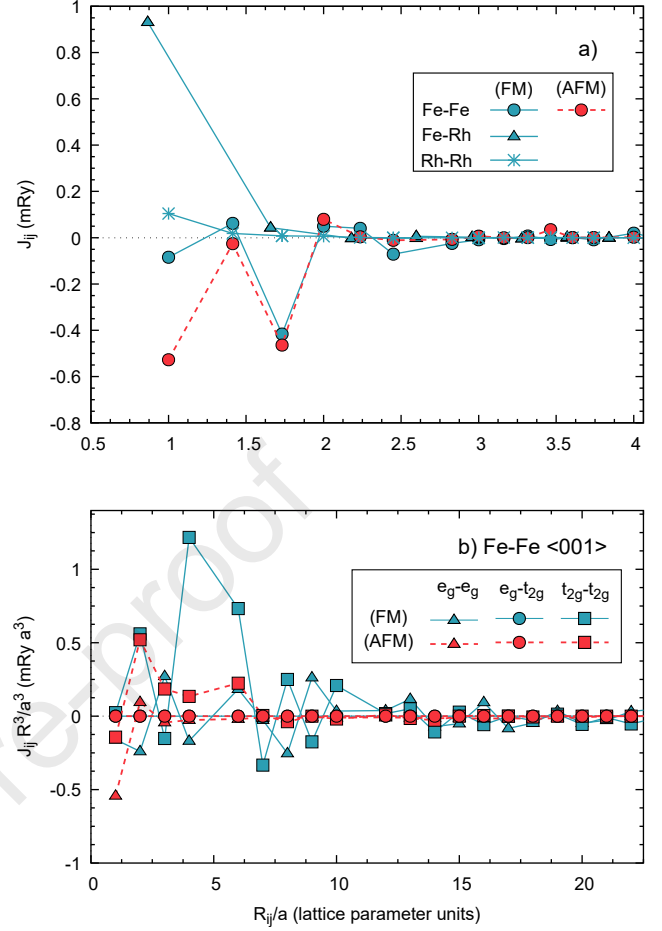 1
0.8
0.6
0.4
0.2
0
-0.2
-0.4
-0.6
-0.8
J_ij (mRy)
a)
(FM) (AFM)
Fe-Fe
Fe-Rh
Rh-Rh
0.5 1 1.5 2 2.5 3 3.5 4
re-proof
b) Fe-Fe <001>
e_g-e_g e_g-t_2g t_2g-t_2g
(FM)
(AFM)
1
0.5
0
-0.5
-1
J_ij R^3/a^3 (mRy a^3)
0 5 10 15 20
R_ij/a (lattice parameter units)